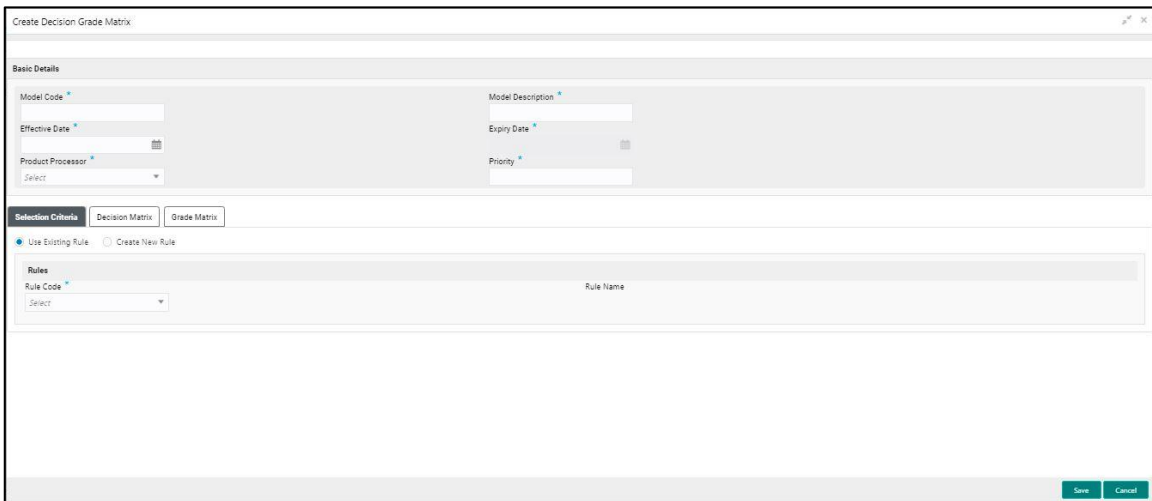 Create Decision Grade Matrix
Basic Details
Model Code *
Model Description *
Effective Date *
Expiry Date *
Product Processor *
Priority *
Select
Selection Criteria Decision Matrix Grade Matrix
Use Existing Rule Create New Rule
Rules
Rule Code *
Rule Name
Select
Save Cancel